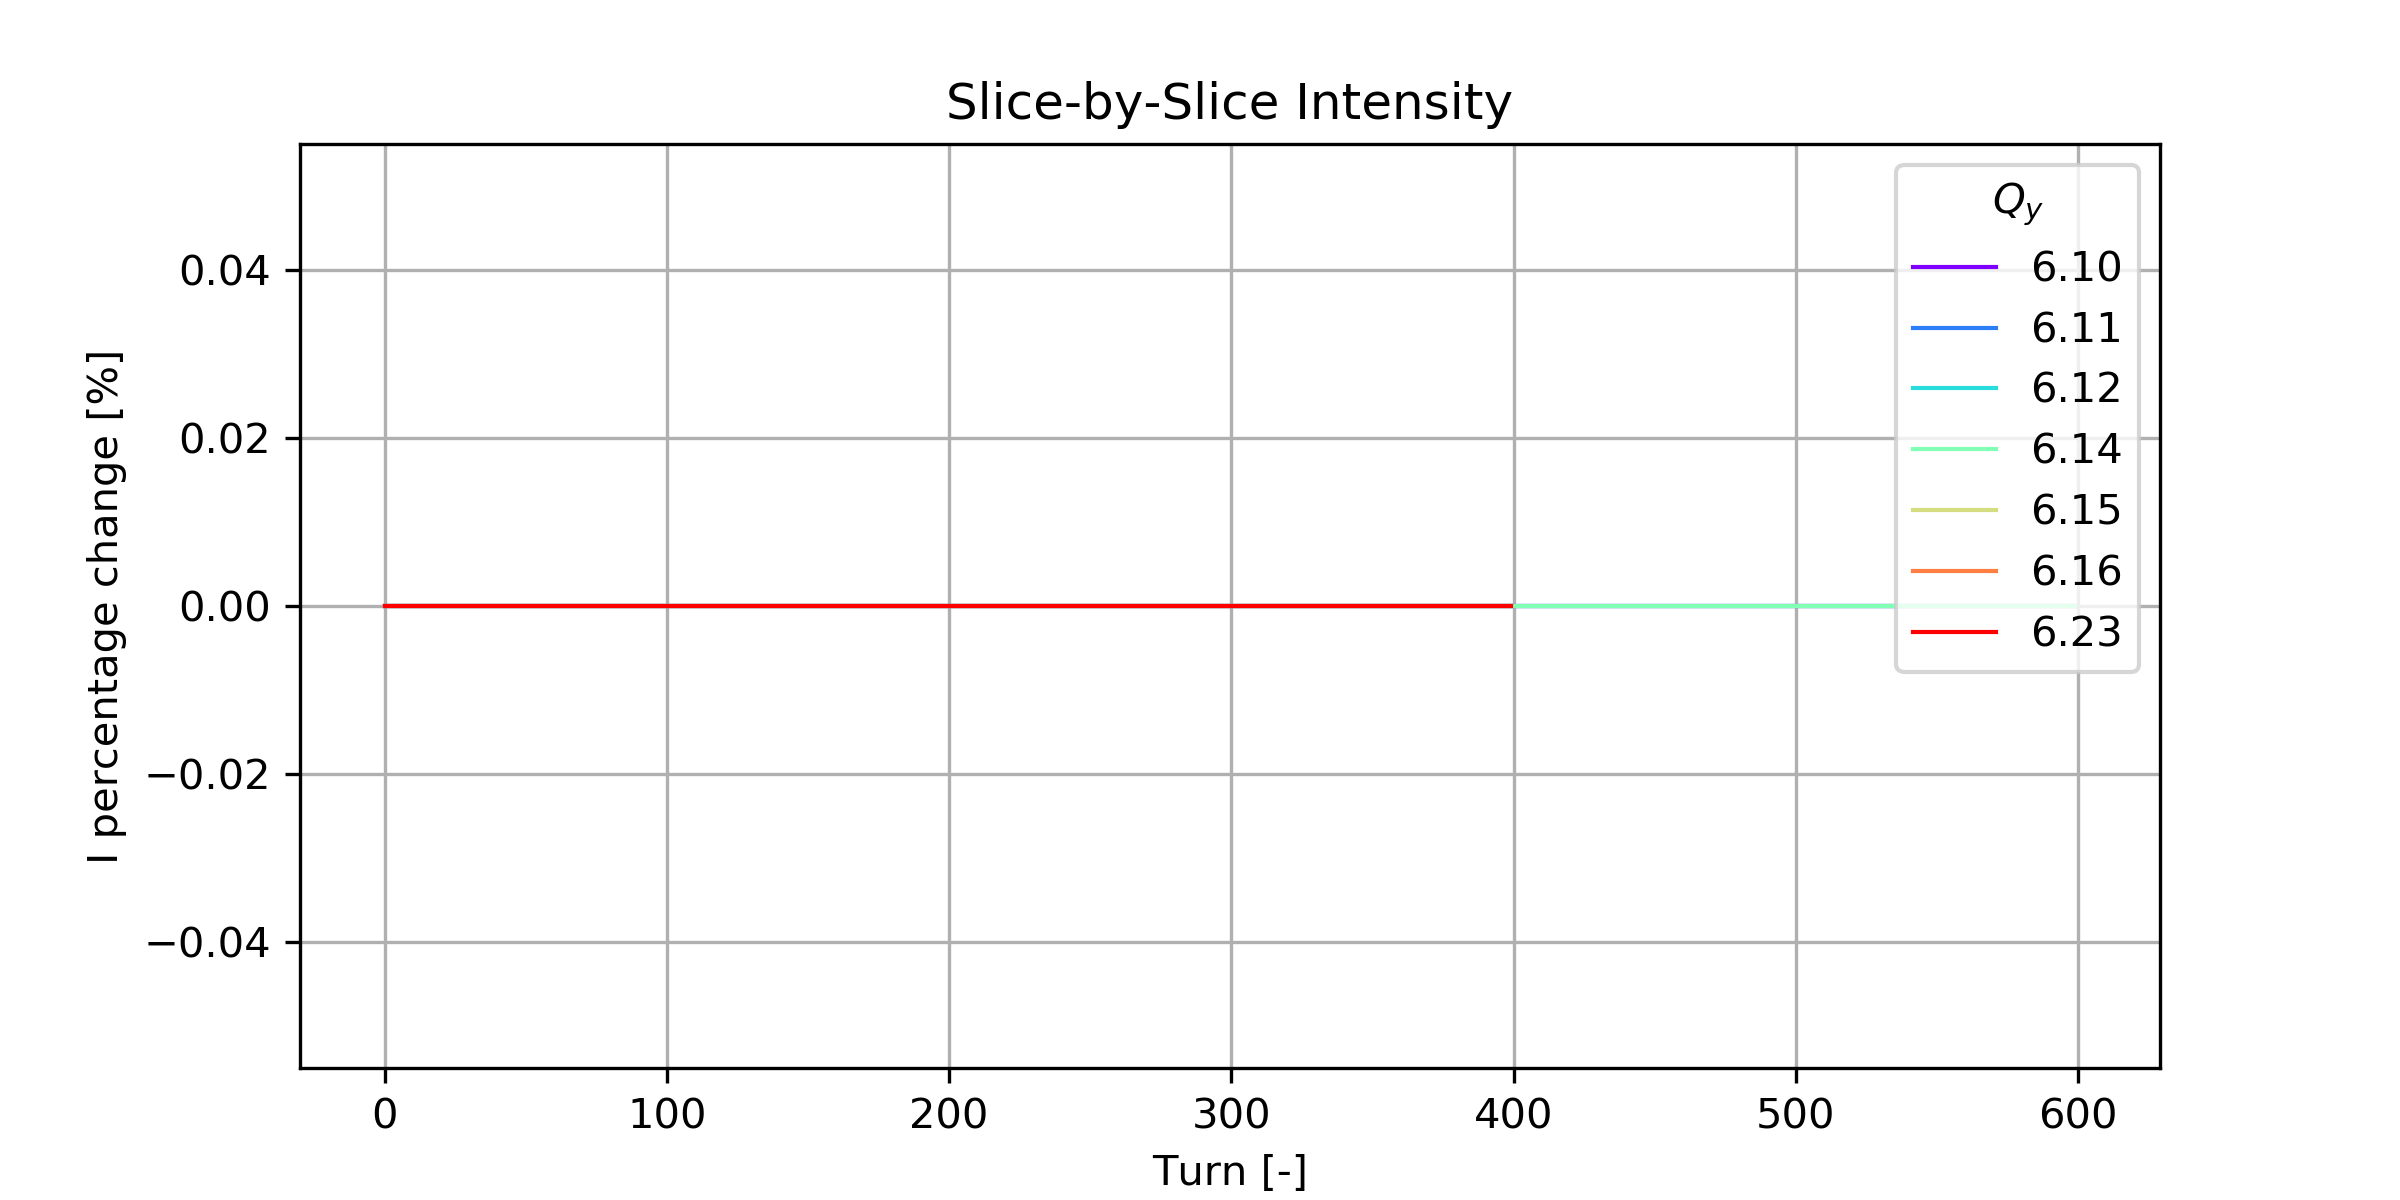 Slice-by-Slice Intensity
I percentage change [%]
0.04
0.02
0.00
−0.02
−0.04
Q_y
6.10
6.11
6.12
6.14
6.15
6.16
6.23
0 100 200 300 400 500 600
Turn [-]